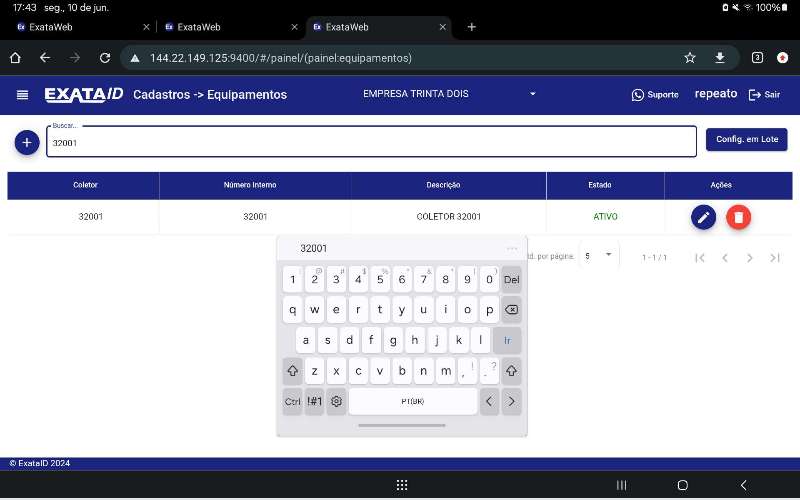 17:43 seg., 10 de jun. 100%
ExataWeb ExataWeb ExataWeb
144.22.149.125:9400/#/painel/(painel:equipamentos) 3
EXATAID Cadastros -> Equipamentos EMPRESA TRINTA DOIS Suporte repeato Sair
Buscar...
32001
Config. em Lote
Coletor Número Interno Descrição Estado Ações
32001 32001 COLETOR 32001 ATIVO
32001
td. por página: 5 1 - 1 / 1
1 2 3 4 5 6 7 8 9 0 Del
q w e r t y u i o p
a s d f g h j k l Ir
z x c v b n m , ! . ?
Ctrl !#1 PT(BR) < >
© ExataID 2024